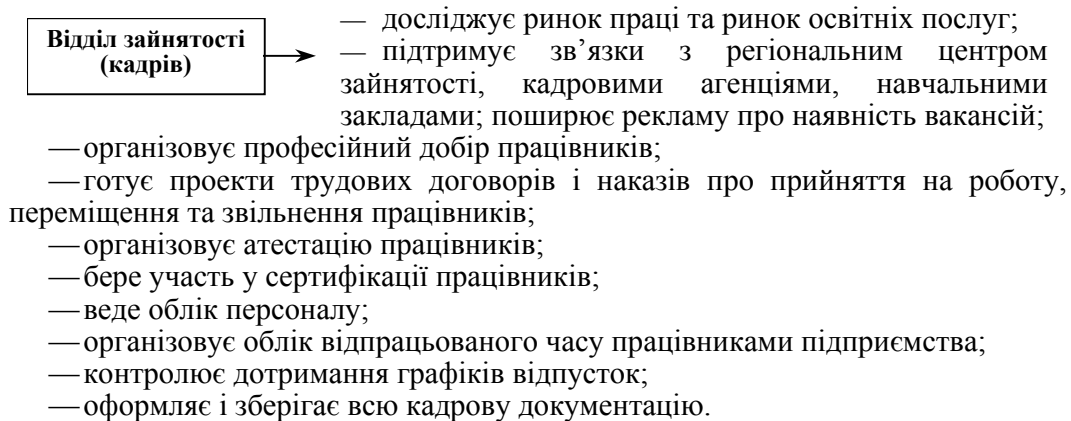 Відділ зайнятості
(кадрів)
— досліджує ринок праці та ринок освітніх послуг;
— підтримує зв’язки з регіональним центром
зайнятості, кадровими агенціями, навчальними
закладами; поширює рекламу про наявність вакансій;
— організовує професійний добір працівників;
— готує проекти трудових договорів і наказів про прийняття на роботу,
переміщення та звільнення працівників;
— організовує атестацію працівників;
— бере участь у сертифікації працівників;
— веде облік персоналу;
— організовує облік відпрацьованого часу працівниками підприємства;
— контролює дотримання графіків відпусток;
— оформляє і зберігає всю кадрову документацію.